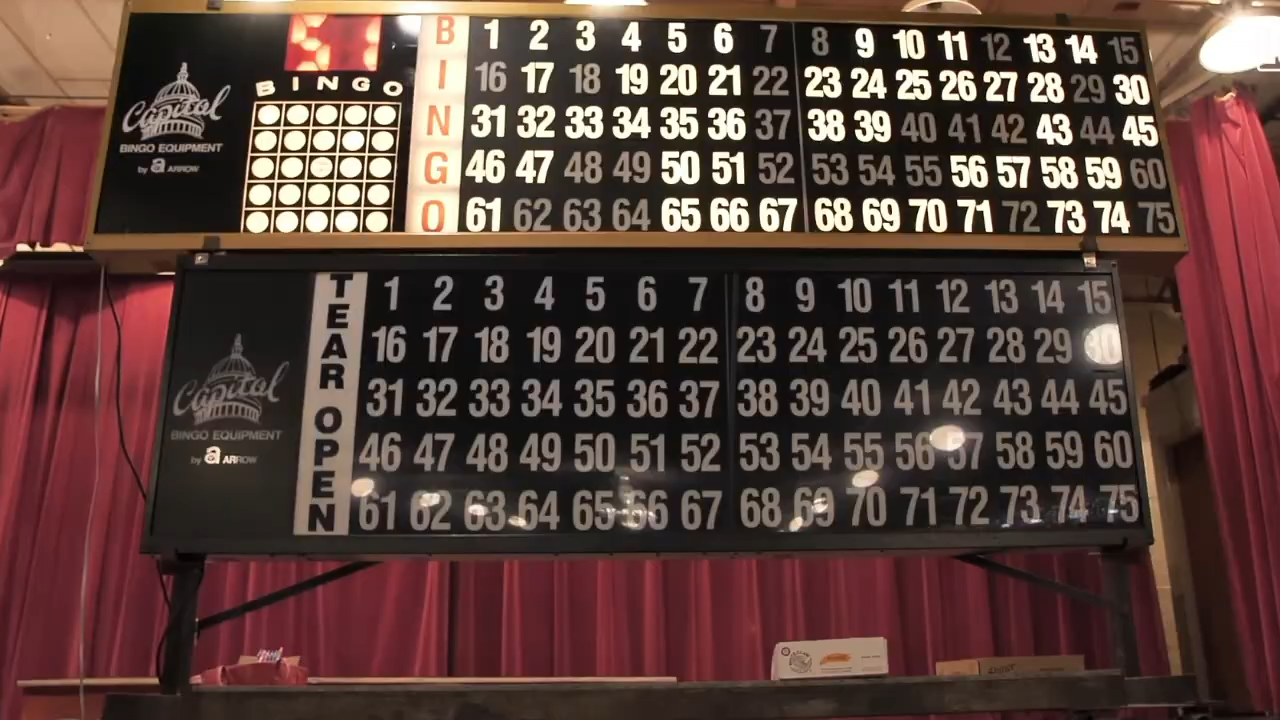 BINGO
Capitol
BINGO EQUIPMENT
by a ARROW
B 1 2 3 4 5 6 7 8 9 10 11 12 13 14 15
I 16 17 18 19 20 21 22 23 24 25 26 27 28 29 30
N 31 32 33 34 35 36 37 38 39 40 41 42 43 44 45
G 46 47 48 49 50 51 52 53 54 55 56 57 58 59 60
O 61 62 63 64 65 66 67 68 69 70 71 72 73 74 75
Capitol
BINGO EQUIPMENT
by a ARROW
TEAR OPEN
1 2 3 4 5 6 7 8 9 10 11 12 13 14 15
16 17 18 19 20 21 22 23 24 25 26 27 28 29 30
31 32 33 34 35 36 37 38 39 40 41 42 43 44 45
46 47 48 49 50 51 52 53 54 55 56 57 58 59 60
61 62 63 64 65 66 67 68 69 70 71 72 73 74 75